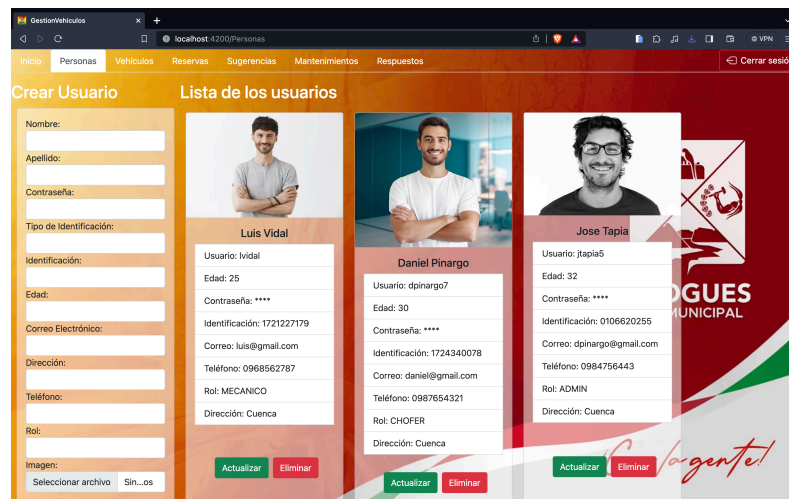 GestionVehiculos
localhost:4200/Personas
VPN
Inicio Personas Vehículos Reservas Sugerencias Mantenimientos Respuestos Cerrar sesió
Crear Usuario
Nombre:
Apellido:
Contraseña:
Tipo de Identificación:
Identificación:
Edad:
Correo Electrónico:
Dirección:
Teléfono:
Rol:
Imagen:
Seleccionar archivo Sin...os
Lista de los usuarios
Luis Vidal
Usuario: lvidal
Edad: 25
Contraseña: ****
Identificación: 1721227179
Correo: luis@gmail.com
Teléfono: 0968562787
Rol: MECANICO
Dirección: Cuenca
Actualizar Eliminar
Daniel Pinargo
Usuario: dpinargo7
Edad: 30
Contraseña: ****
Identificación: 1724340078
Correo: daniel@gmail.com
Teléfono: 0987654321
Rol: CHOFER
Dirección: Cuenca
Actualizar Eliminar
Jose Tapia
Usuario: jtapia5
Edad: 32
Contraseña: ****
Identificación: 0106620255
Correo: dpinargo@gmail.com
Teléfono: 0984756443
Rol: ADMIN
Dirección: Cuenca
Actualizar Eliminar
OGUES
MUNICIPAL
la gente!